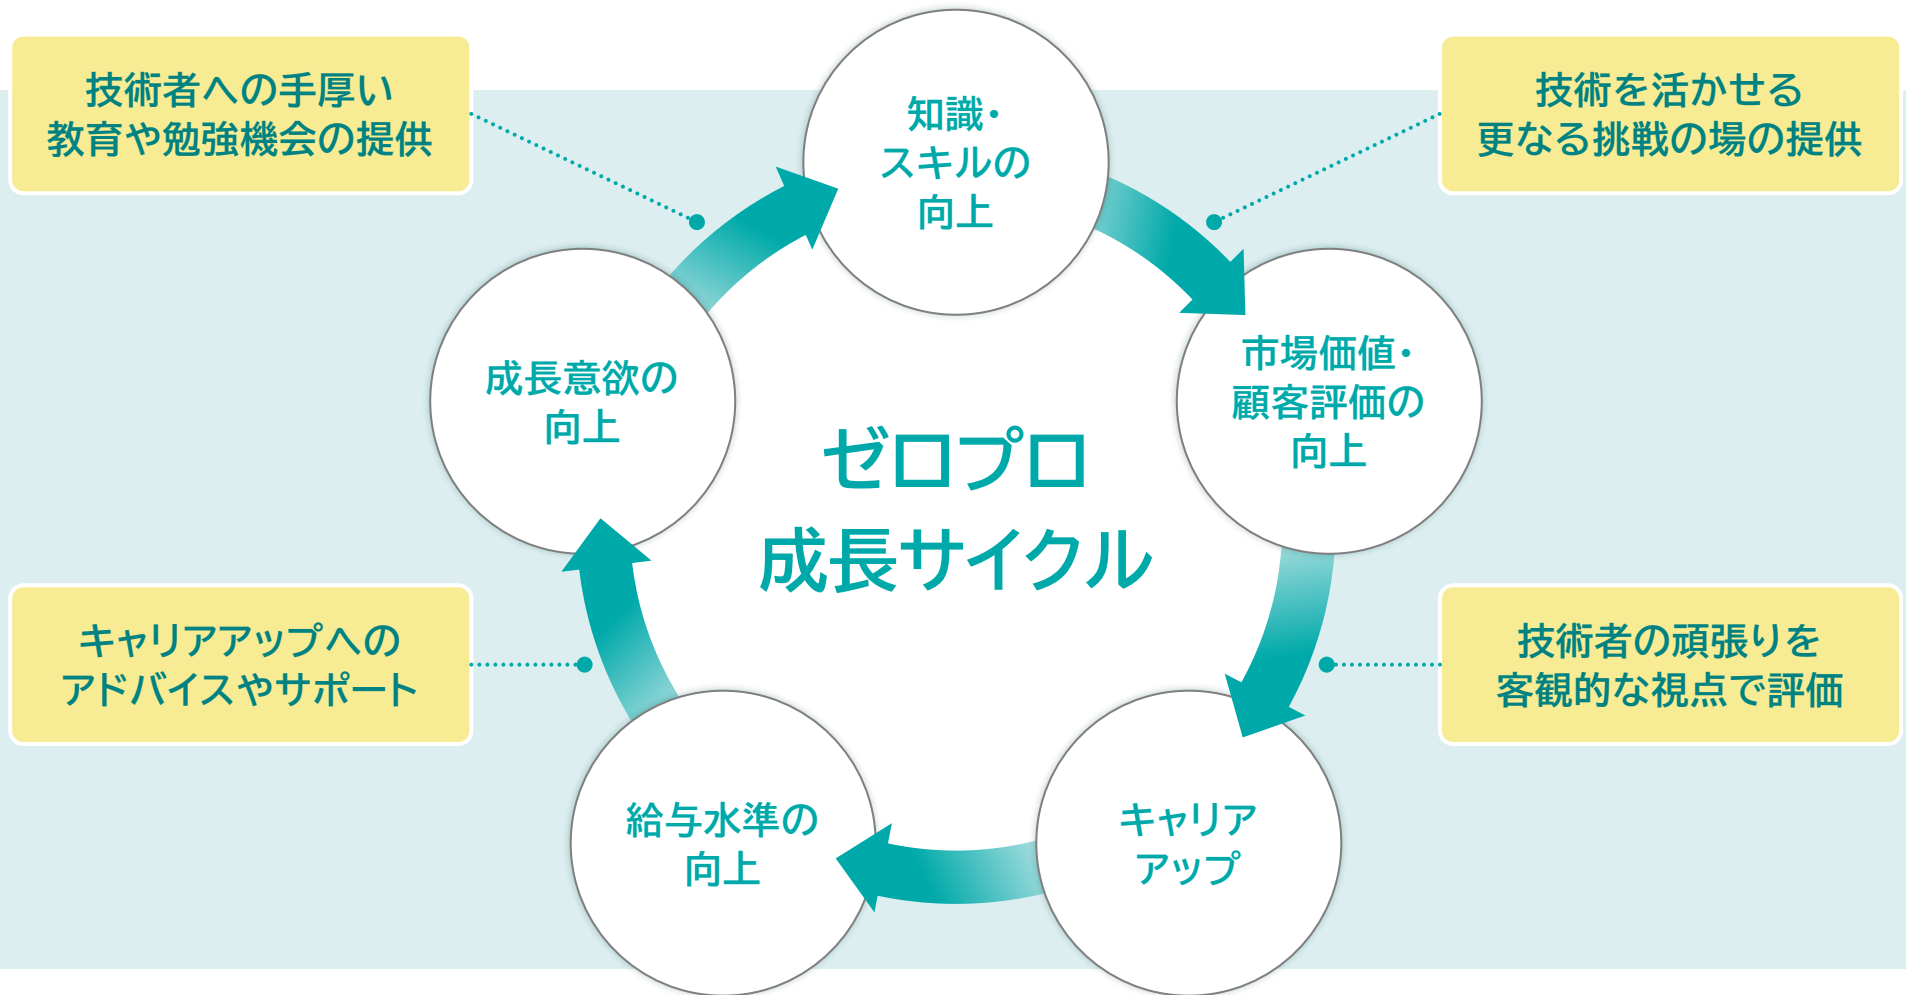 技術者への手厚い
教育や勉強機会の提供
知識・
スキルの
向上
技術を活かせる
更なる挑戦の場の提供
成長意欲の
向上
市場価値・
顧客評価の
向上
ゼロプロ
成長サイクル
キャリアアップへの
アドバイスやサポート
技術者の頑張りを
客観的な視点で評価
給与水準の
向上
キャリア
アップ